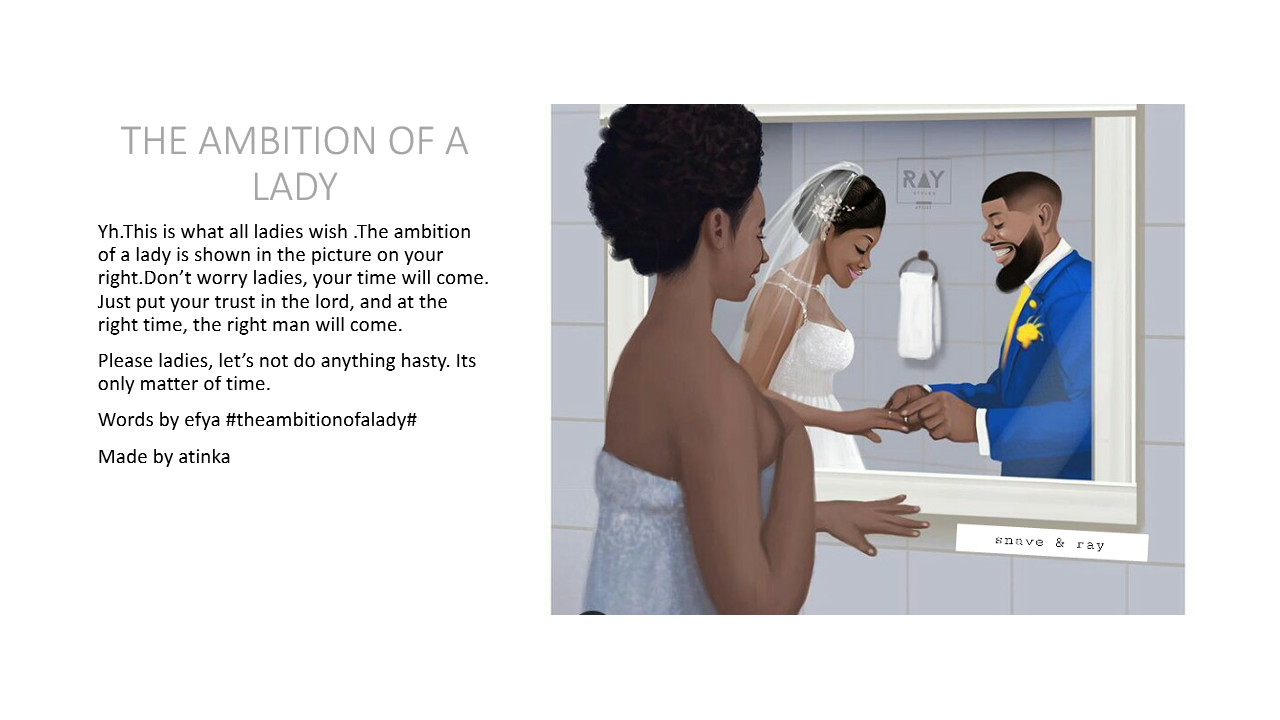 THE AMBITION OF A
LADY
Yh.This is what all ladies wish .The ambition
of a lady is shown in the picture on your
right.Don’t worry ladies, your time will come.
Just put your trust in the lord, and at the
right time, the right man will come.
Please ladies, let’s not do anything hasty. Its
only matter of time.
Words by efya #theambitionofalady#
Made by atinka
RAY
STYLES
snave & ray